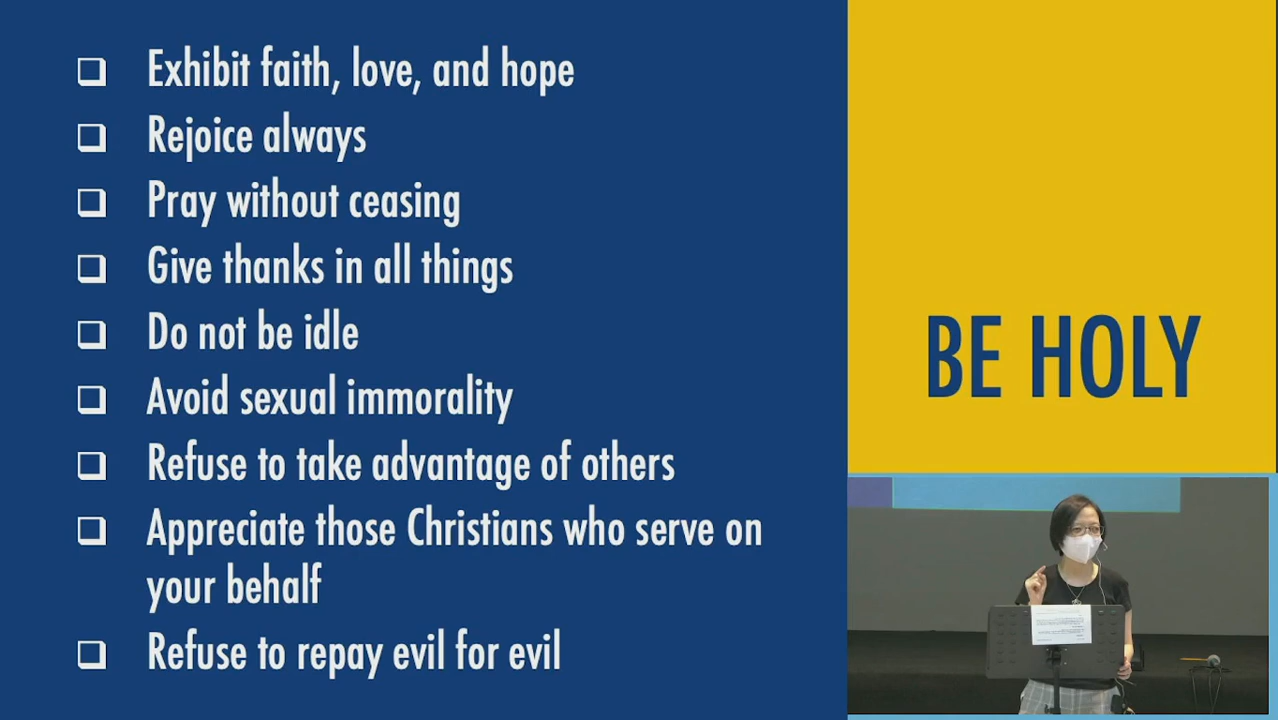 Exhibit faith, love, and hope
Rejoice always
Pray without ceasing
Give thanks in all things
Do not be idle
Avoid sexual immorality
Refuse to take advantage of others
Appreciate those Christians who serve on
your behalf
Refuse to repay evil for evil
BE HOLY